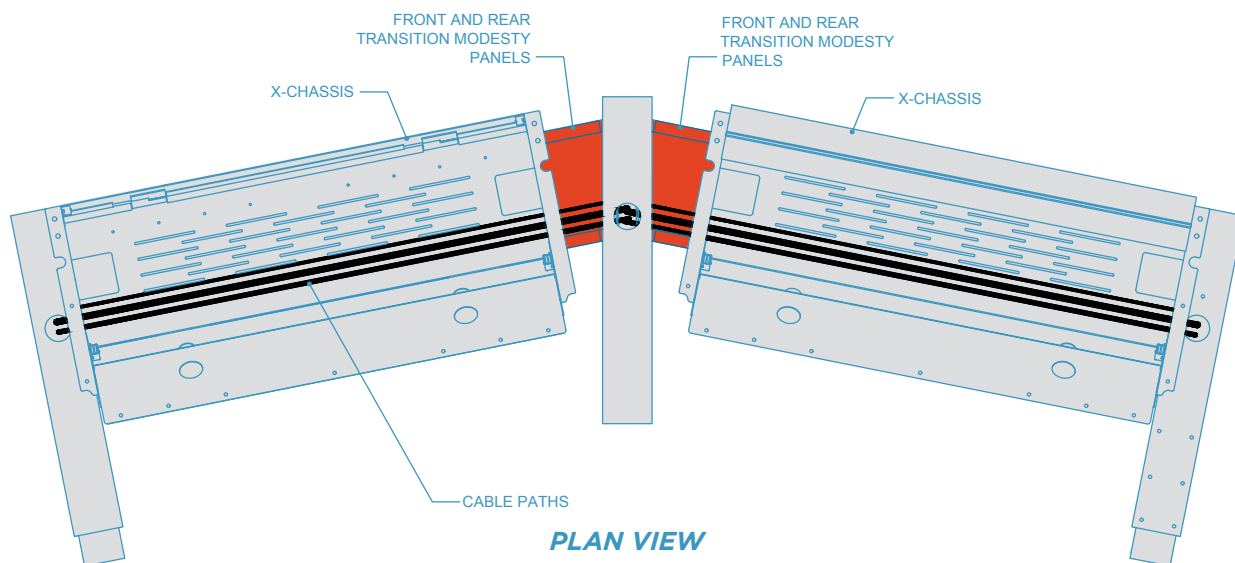 FRONT AND REAR
TRANSITION MODESTY
PANELS
FRONT AND REAR
TRANSITION MODESTY
PANELS
X-CHASSIS
X-CHASSIS
CABLE PATHS
PLAN VIEW